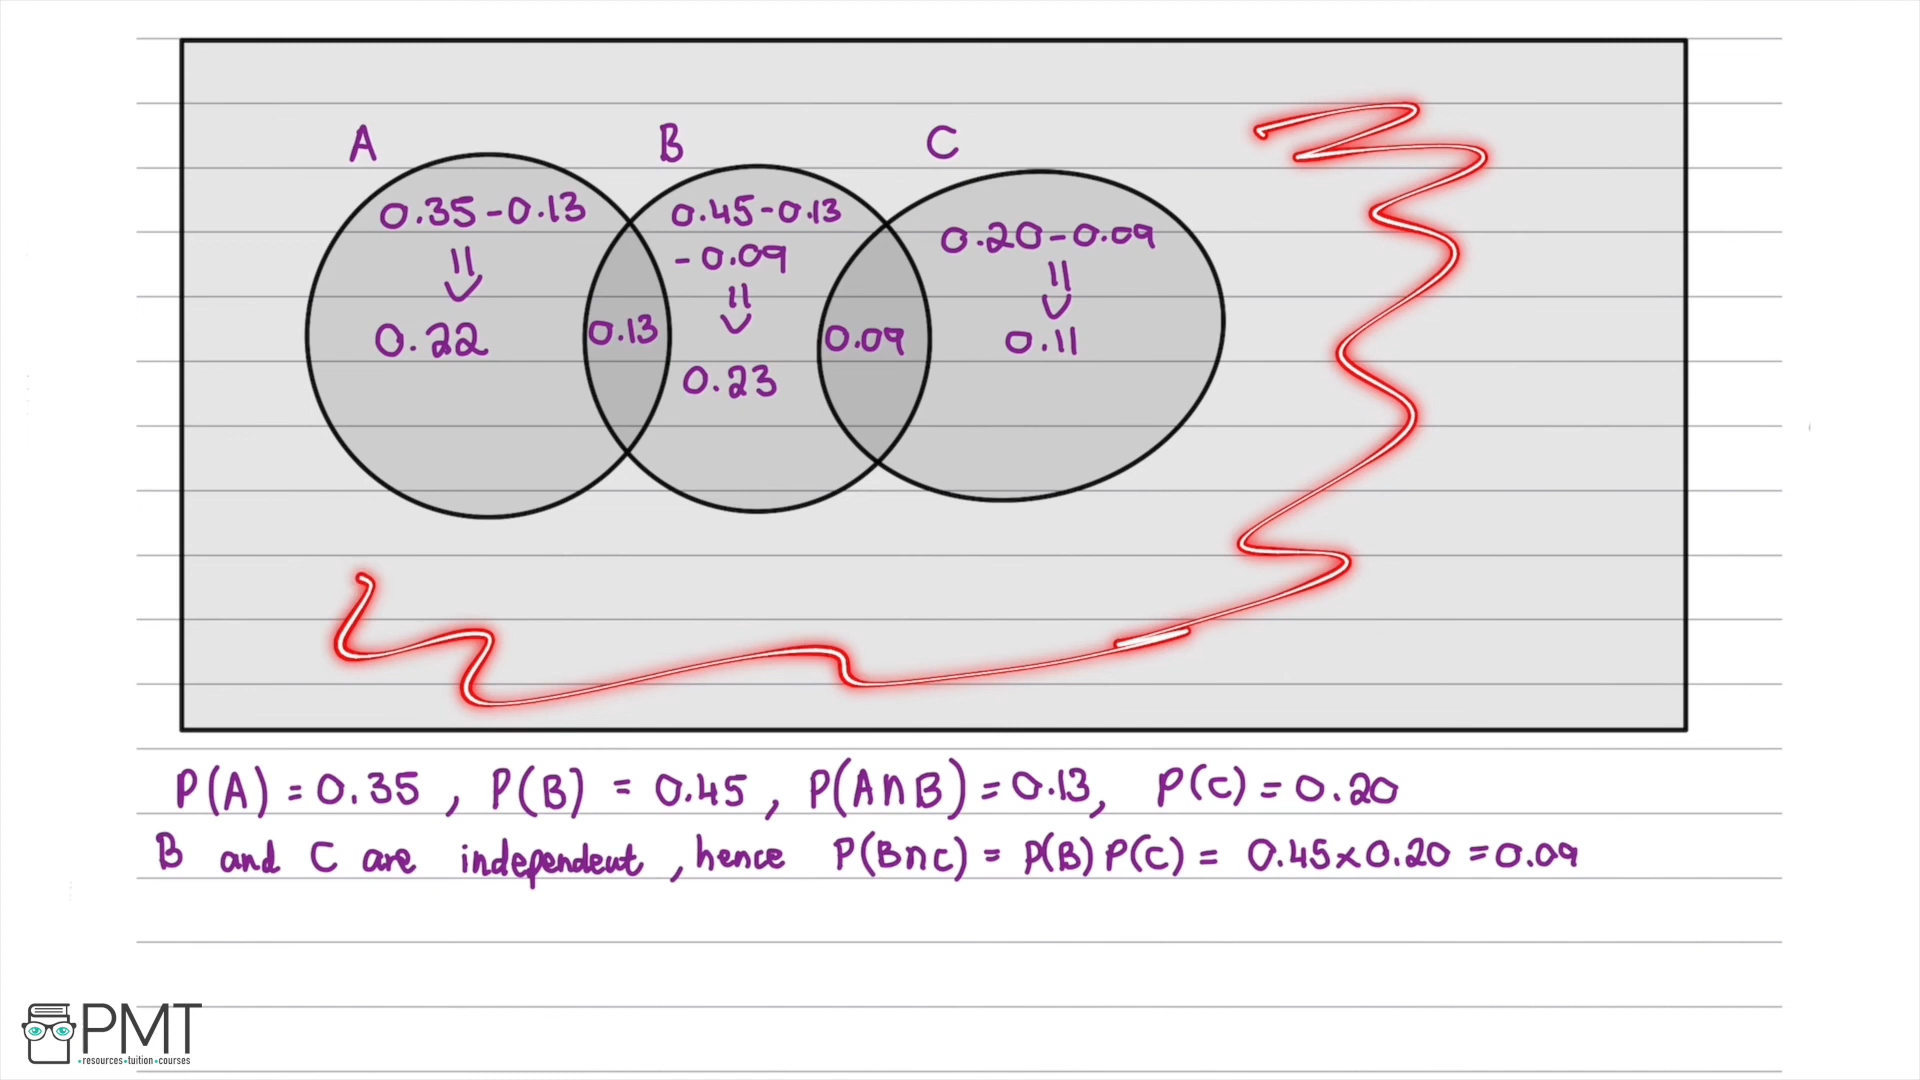 A B C
0.35-0.13
0.45-0.13
-0.09
0.20-0.09
0.22
0.13
0.23
0.09
0.11
P(A) = 0.35 , P(B) = 0.45 , P(A∩B) = 0.13, P(C) = 0.20
B and C are independent , hence P(B∩C) = P(B) P(C) = 0.45×0.20 = 0.09
PMT
•resources•tuition•courses